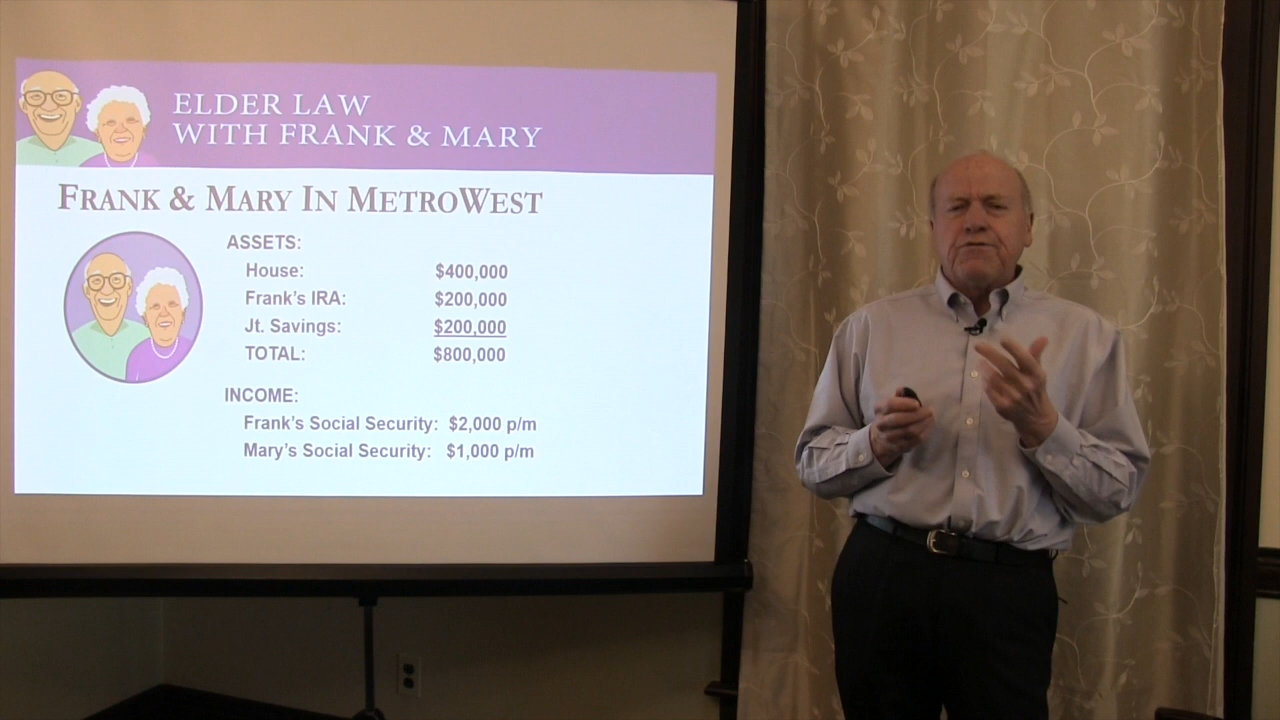 ELDER LAW
WITH FRANK & MARY
FRANK & MARY IN METROWEST
ASSETS:
House: $400,000
Frank's IRA: $200,000
Jt. Savings: $200,000
TOTAL: $800,000
INCOME:
Frank's Social Security: $2,000 p/m
Mary's Social Security: $1,000 p/m